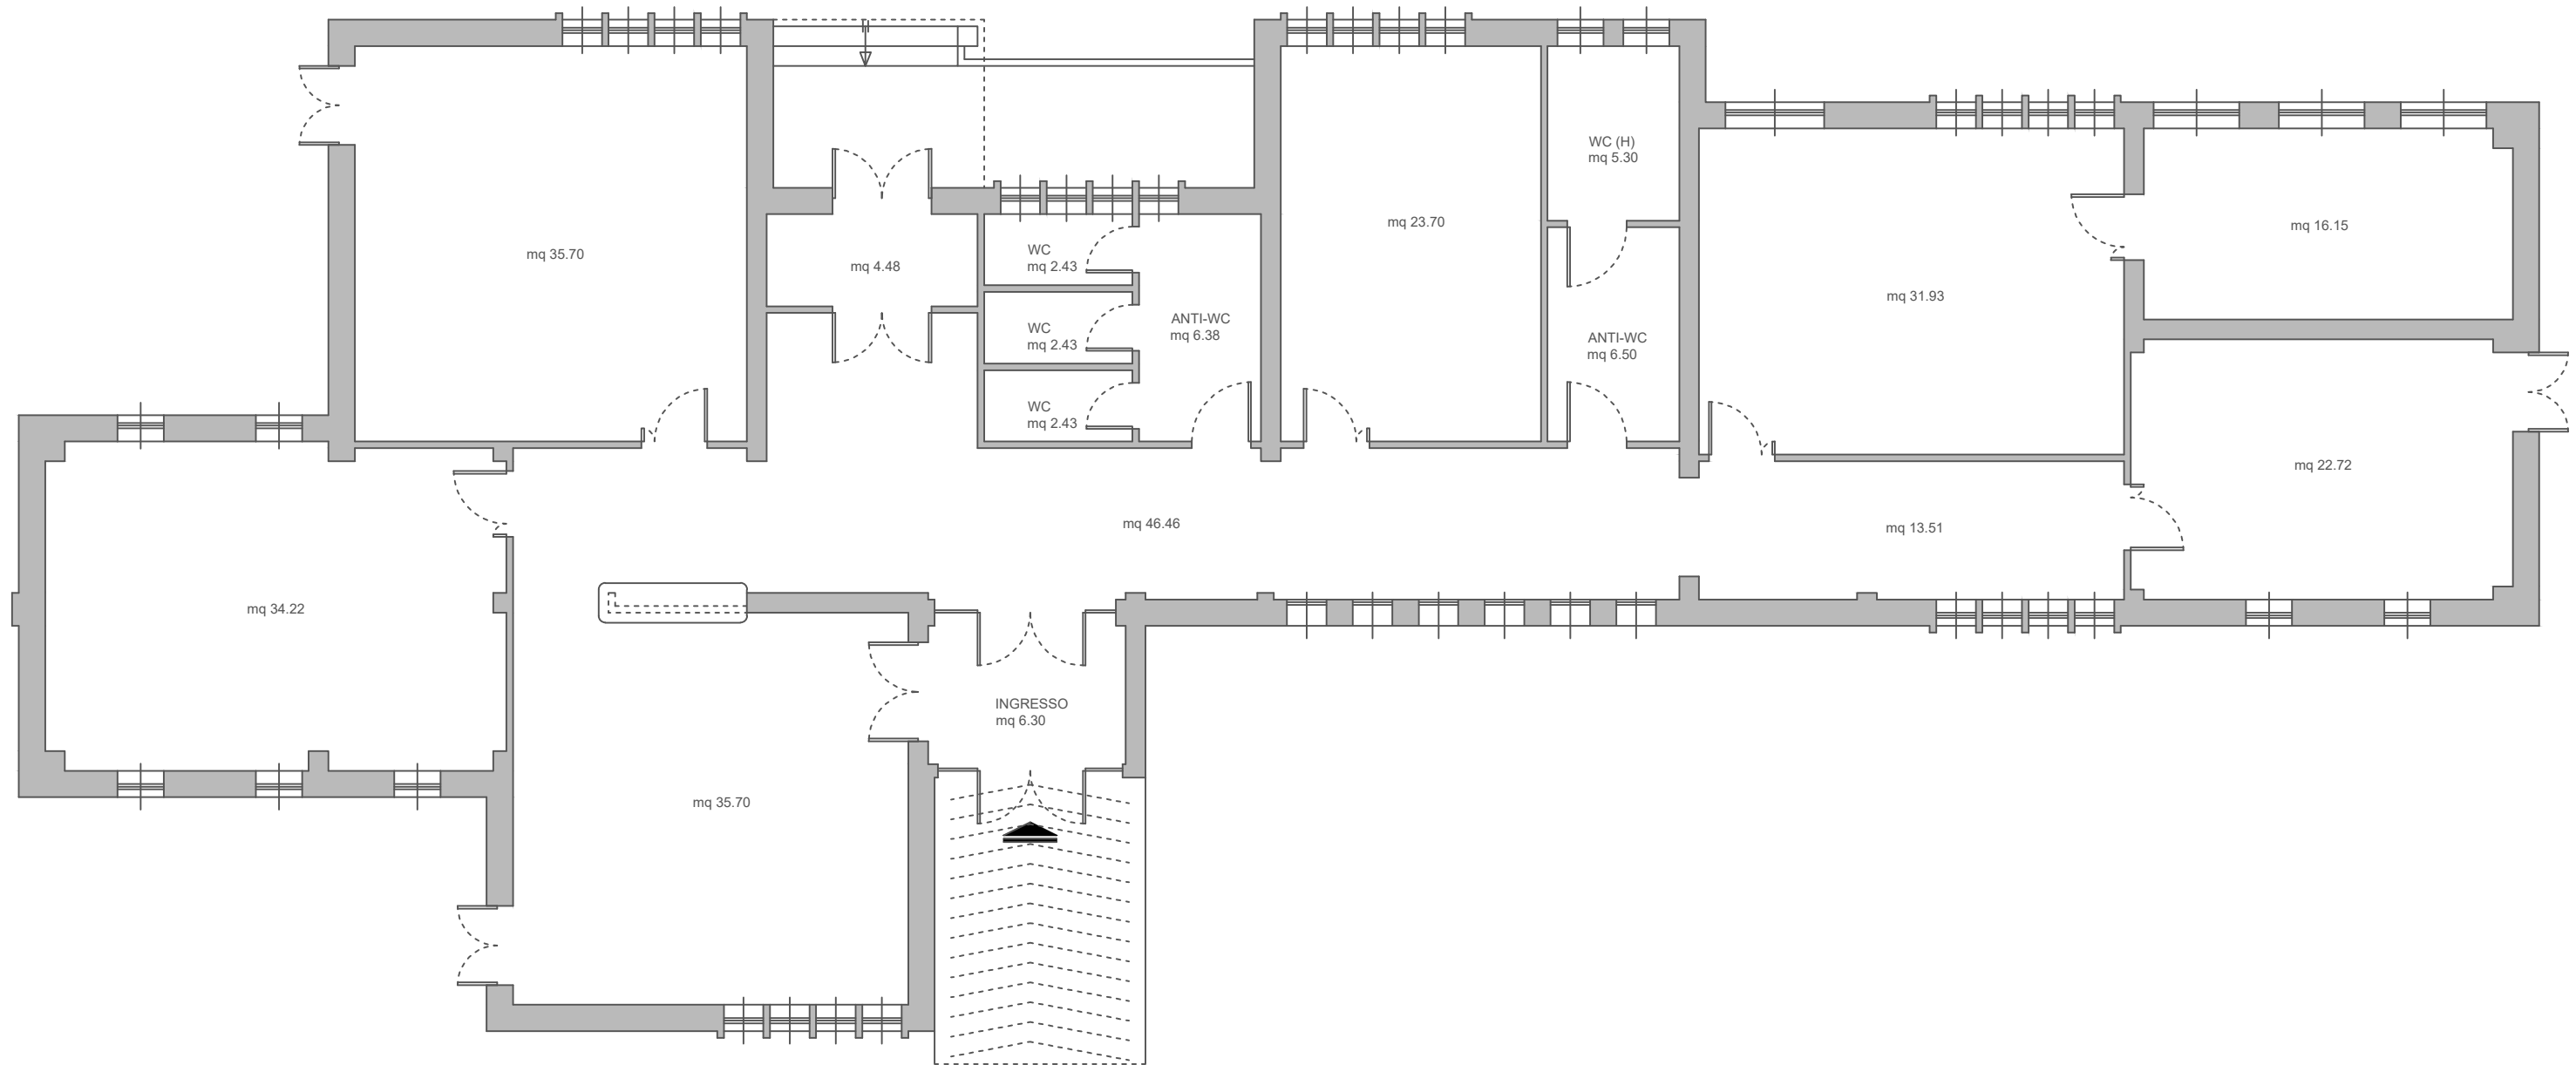 WC (H)
mq 5.30
mq 23.70
mq 16.15
mq 35.70
WC
mq 2.43
mq 4.48
mq 31.93
WC
mq 2.43
ANTI-WC
mq 6.38
ANTI-WC
mq 6.50
WC
mq 2.43
mq 22.72
mq 46.46
mq 13.51
mq 34.22
INGRESSO
mq 6.30
mq 35.70